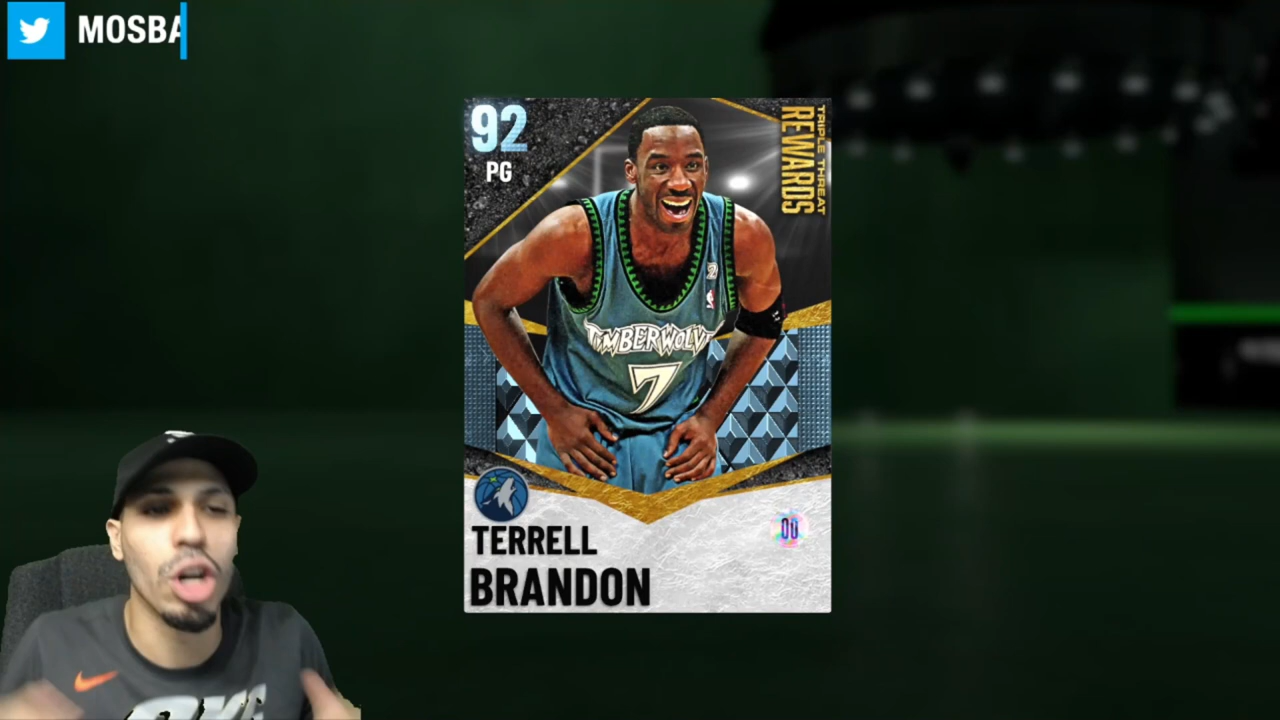 MOSBA
92
PG
TRIPLE THREAT
REWARDS
TIMBERWOLVES
7
TERRELL
BRANDON